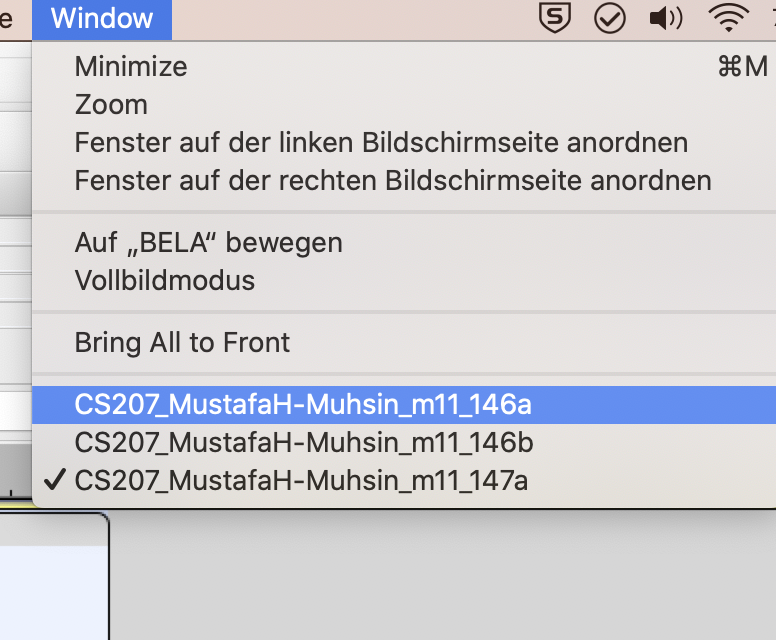 e Window
Minimize ⌘M
Zoom
Fenster auf der linken Bildschirmseite anordnen
Fenster auf der rechten Bildschirmseite anordnen
Auf „BELA“ bewegen
Vollbildmodus
Bring All to Front
CS207_MustafaH-Muhsin_m11_146a
CS207_MustafaH-Muhsin_m11_146b
✓ CS207_MustafaH-Muhsin_m11_147a